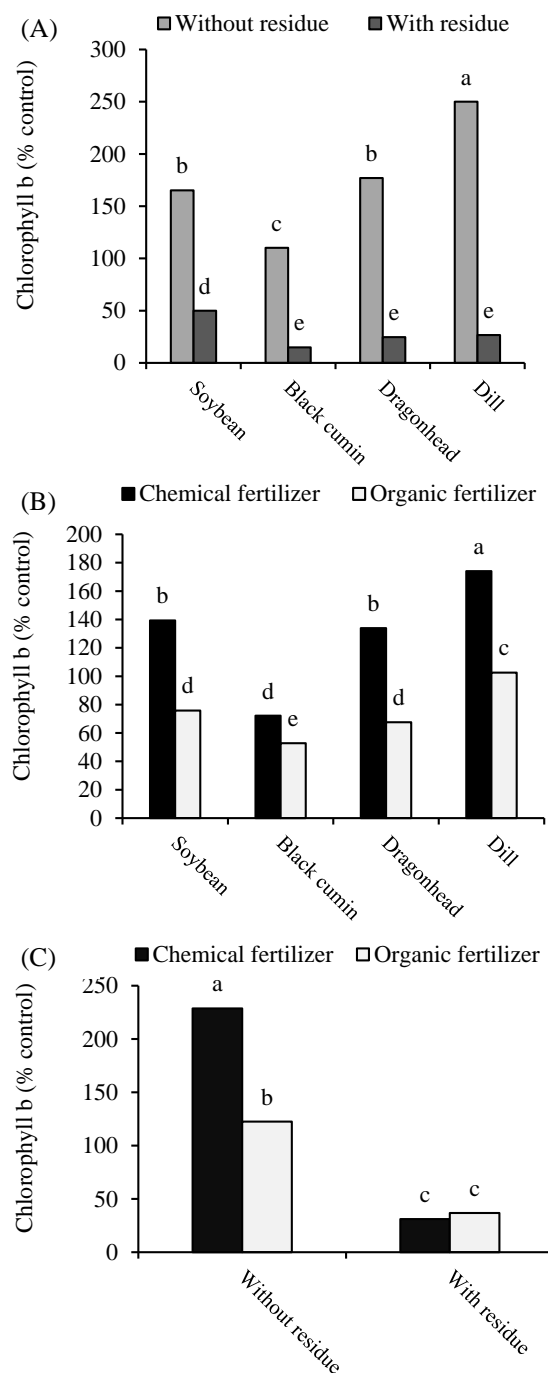 (A)
Without residue With residue
Chlorophyll b (% control)
300
250
200
150
100
50
0
b
d
c
e
b
e
a
e
Soybean
Black cumin
Dragonhead
Dill
(B)
Chemical fertilizer Organic fertilizer
Chlorophyll b (% control)
200
180
160
140
120
100
80
60
40
20
0
b
d
d
e
b
d
a
c
Soybean
Black cumin
Dragonhead
Dill
(C)
Chemical fertilizer Organic fertilizer
Chlorophyll b (% control)
250
200
150
100
50
0
a
b
c
c
Without residue
With residue